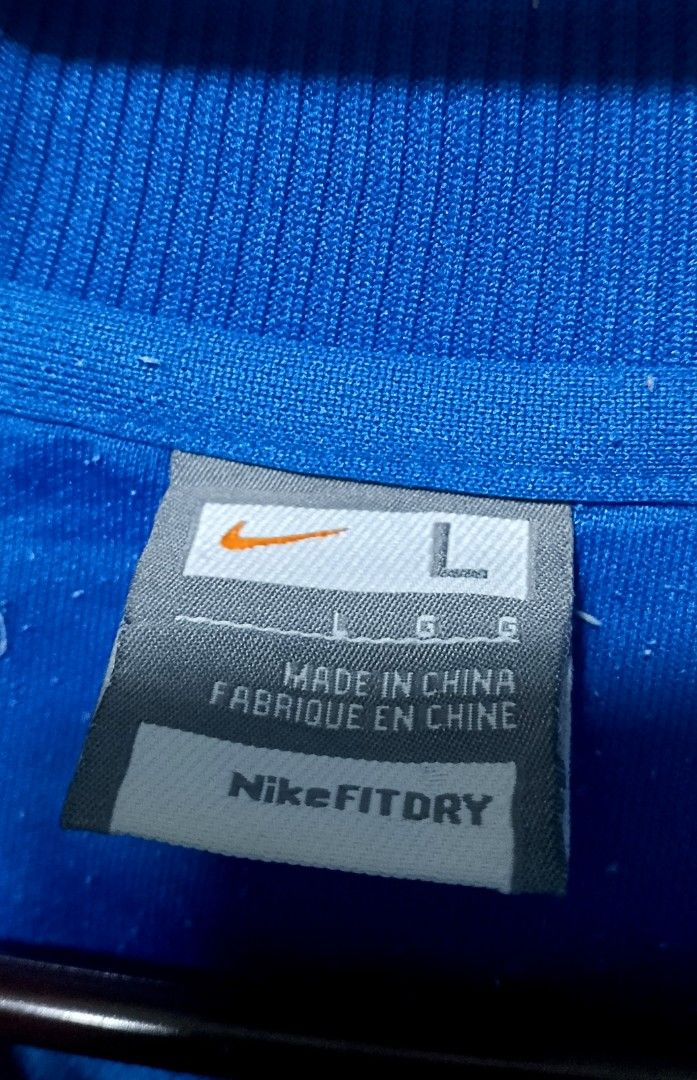 L
L G G
MADE IN CHINA
FABRIQUE EN CHINE
NikeFITDRY